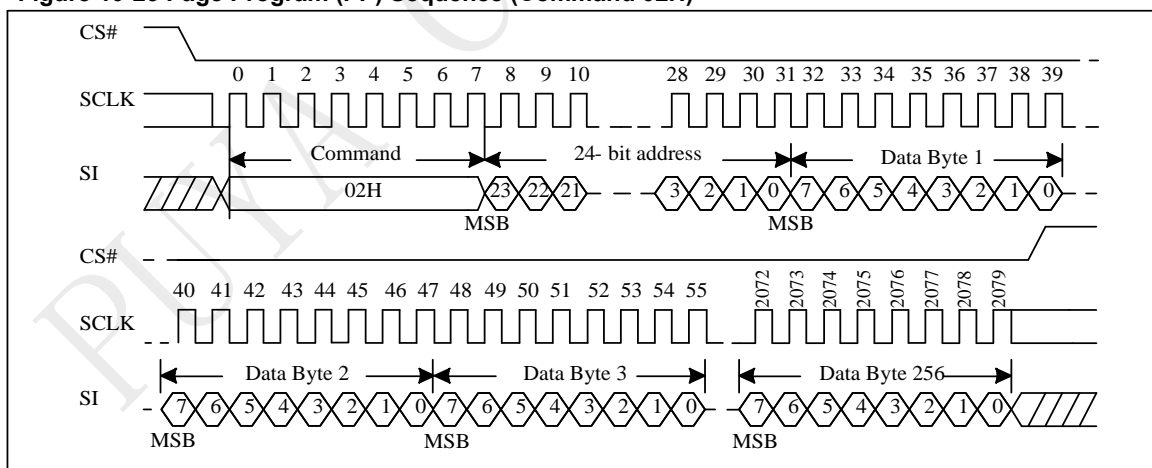 Figure 10-20 Page Program (PP) Sequence (Command 02H)
CS#
0 1 2 3 4 5 6 7 8 9 10 28 29 30 31 32 33 34 35 36 37 38 39
SCLK
Command 24- bit address Data Byte 1
SI
02H 23 22 21 3 2 1 0 7 6 5 4 3 2 1 0
MSB MSB
CS#
40 41 42 43 44 45 46 47 48 49 50 51 52 53 54 55 2072 2073 2074 2075 2076 2077 2078 2079
SCLK
Data Byte 2 Data Byte 3 Data Byte 256
SI
7 6 5 4 3 2 1 0 7 6 5 4 3 2 1 0 7 6 5 4 3 2 1 0
MSB MSB MSB
PUYA